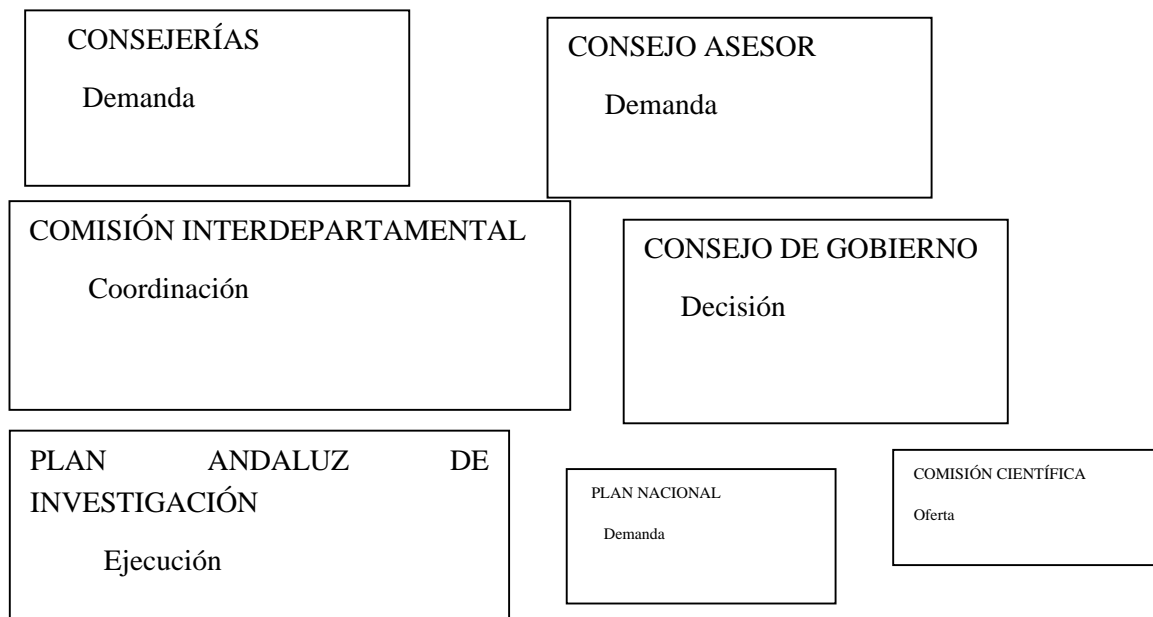 CONSEJERÍAS
Demanda
CONSEJO ASESOR
Demanda
COMISIÓN INTERDEPARTAMENTAL
Coordinación
CONSEJO DE GOBIERNO
Decisión
PLAN ANDALUZ DE
INVESTIGACIÓN
Ejecución
PLAN NACIONAL
Demanda
COMISIÓN CIENTÍFICA
Oferta